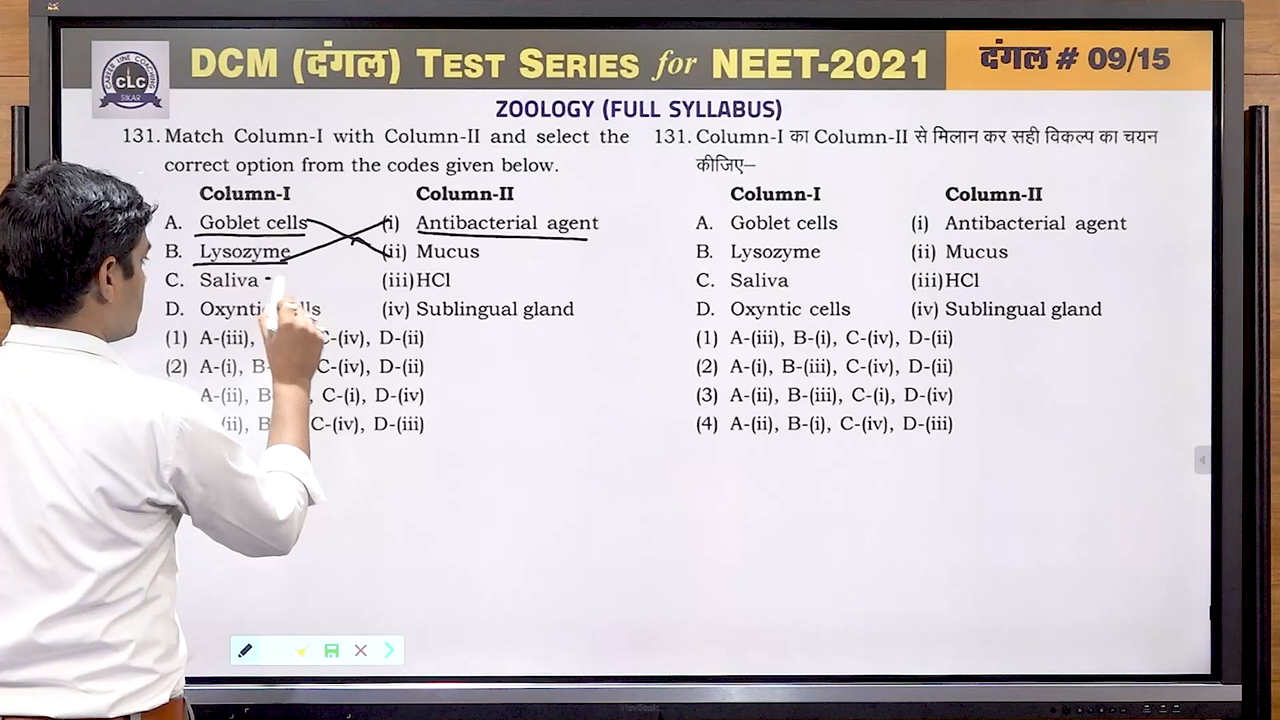 DCM (दंगल) TEST SERIES for NEET-2021
दंगल # 09/15
CAREER LINE COACHING
CLC
SIKAR
ZOOLOGY (FULL SYLLABUS)
131. Match Column-I with Column-II and select the
correct option from the codes given below.
Column-I Column-II
A. Goblet cells (i) Antibacterial agent
B. Lysozyme (ii) Mucus
C. Saliva (iii) HCl
D. Oxyntic (iv) Sublingual gland
(1) A-(iii), C-(iv), D-(ii)
(2) A-(i), C-(iv), D-(ii)
A-(ii), C-(i), D-(iv)
C-(iv), D-(iii)
131. Column-I का Column-II से मिलान कर सही विकल्प का चयन
कीजिए–
Column-I Column-II
A. Goblet cells (i) Antibacterial agent
B. Lysozyme (ii) Mucus
C. Saliva (iii) HCl
D. Oxyntic cells (iv) Sublingual gland
(1) A-(iii), B-(i), C-(iv), D-(ii)
(2) A-(i), B-(iii), C-(iv), D-(ii)
(3) A-(ii), B-(iii), C-(i), D-(iv)
(4) A-(ii), B-(i), C-(iv), D-(iii)